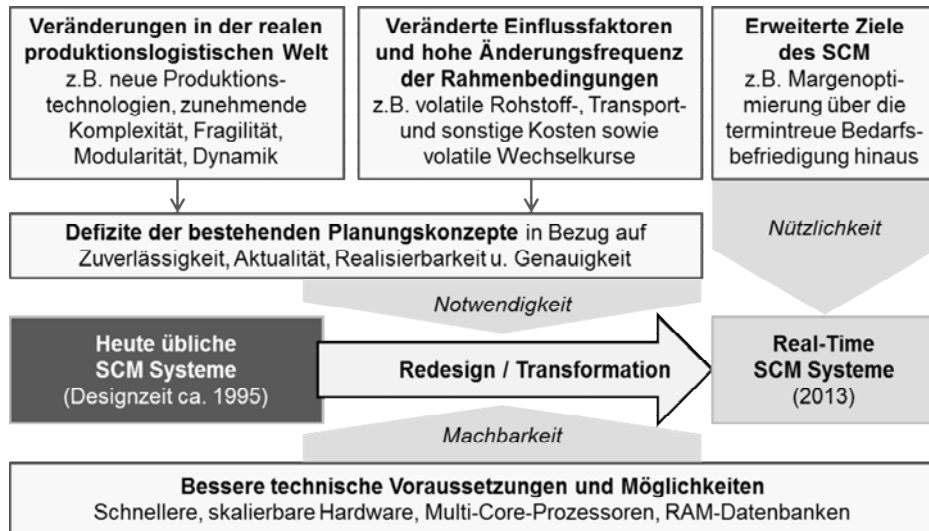 Veränderungen in der realen
produktionslogistischen Welt
z.B. neue Produktions-
technologien, zunehmende
Komplexität, Fragilität,
Modularität, Dynamik
Veränderte Einflussfaktoren
und hohe Änderungsfrequenz
der Rahmenbedingungen
z.B. volatile Rohstoff-, Transport-
und sonstige Kosten sowie
volatile Wechselkurse
Erweiterte Ziele
des SCM
z.B. Margenopti-
mierung über die
termintreue Bedarfs-
befriedigung hinaus
Defizite der bestehenden Planungskonzepte in Bezug auf
Zuverlässigkeit, Aktualität, Realisierbarkeit u. Genauigkeit
Nützlichkeit
Notwendigkeit
Heute übliche
SCM Systeme
(Designzeit ca. 1995)
Redesign / Transformation
Real-Time
SCM Systeme
(2013)
Machbarkeit
Bessere technische Voraussetzungen und Möglichkeiten
Schnellere, skalierbare Hardware, Multi-Core-Prozessoren, RAM-Datenbanken